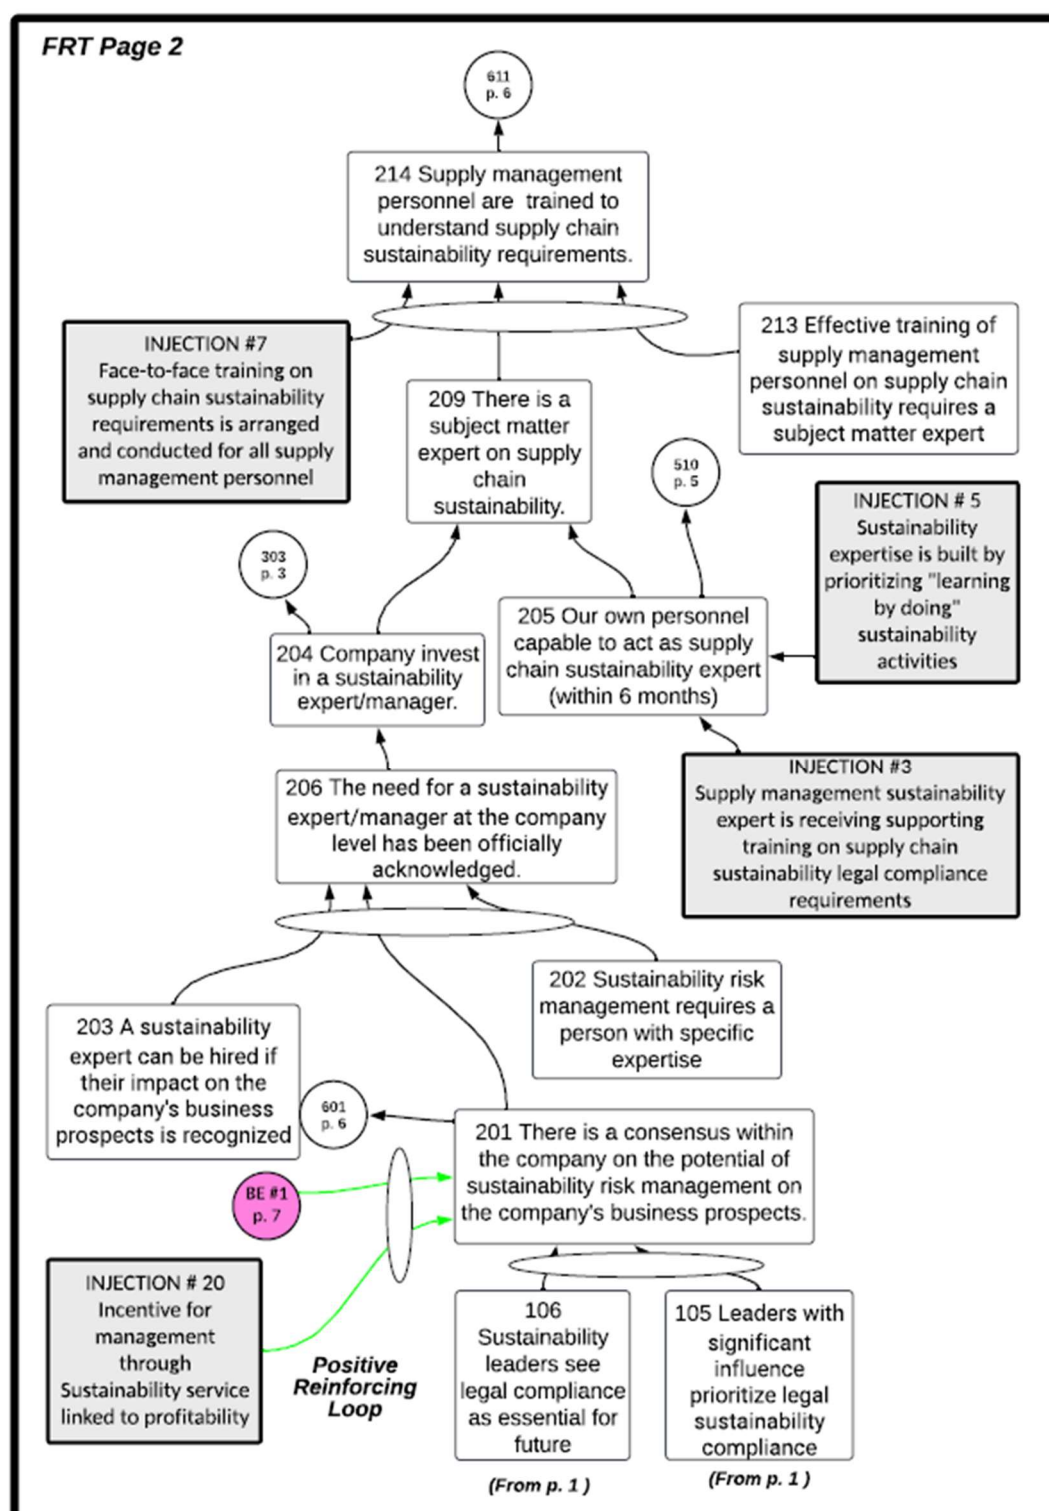 FRT Page 2
611
p. 6
214 Supply management
personnel are trained to
understand supply chain
sustainability requirements.
INJECTION #7
Face-to-face training on
supply chain sustainability
requirements is arranged
and conducted for all supply
management personnel
213 Effective training of
supply management
personnel on supply chain
sustainability requires a
subject matter expert
209 There is a
subject matter
expert on supply
chain
sustainability.
510
p. 5
INJECTION # 5
Sustainability
expertise is built by
prioritizing "learning
by doing"
sustainability
activities
303
p. 3
204 Company invest
in a sustainability
expert/manager.
205 Our own personnel
capable to act as supply
chain sustainability expert
(within 6 months)
INJECTION #3
Supply management sustainability
expert is receiving supporting
training on supply chain
sustainability legal compliance
requirements
206 The need for a sustainability
expert/manager at the company
level has been officially
acknowledged.
202 Sustainability risk
management requires a
person with specific
expertise
203 A sustainability
expert can be hired if
their impact on the
company's business
prospects is recognized
601
p. 6
201 There is a consensus within
the company on the potential of
sustainability risk management on
the company's business prospects.
BE #1
p. 7
INJECTION # 20
Incentive for
management
through
Sustainability service
linked to profitability
Positive
Reinforcing
Loop
106
Sustainability
leaders see
legal compliance
as essential for
future
(From p. 1 )
105 Leaders with
significant
influence
prioritize legal
sustainability
compliance
(From p. 1 )